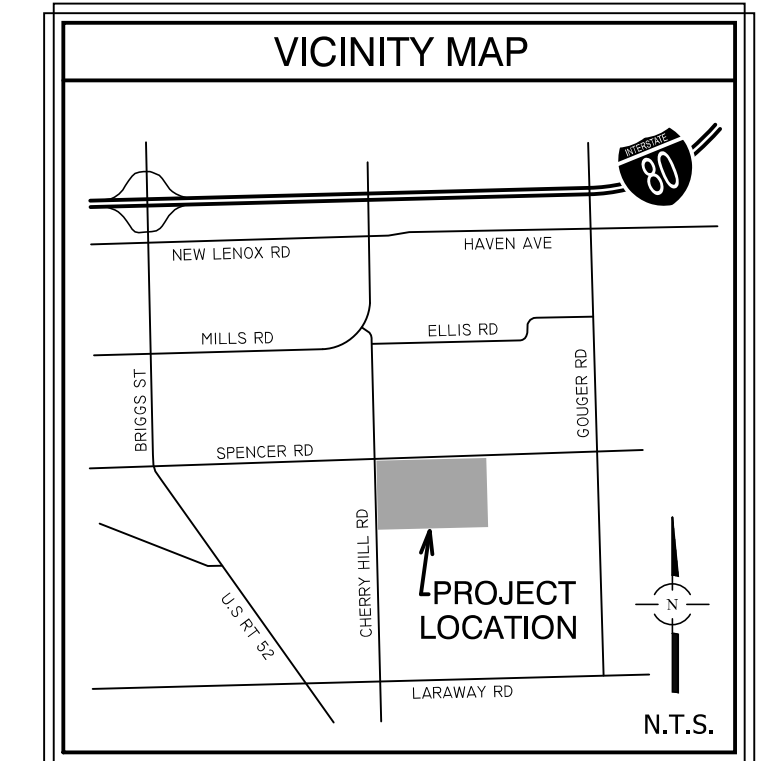 VICINITY MAP
INTERSTATE
80
NEW LENOX RD
HAVEN AVE
MILLS RD
ELLIS RD
BRIGGS ST
GOUGER RD
SPENCER RD
CHERRY HILL RD
U.S RT 52
PROJECT
LOCATION
N
LARAWAY RD
N.T.S.